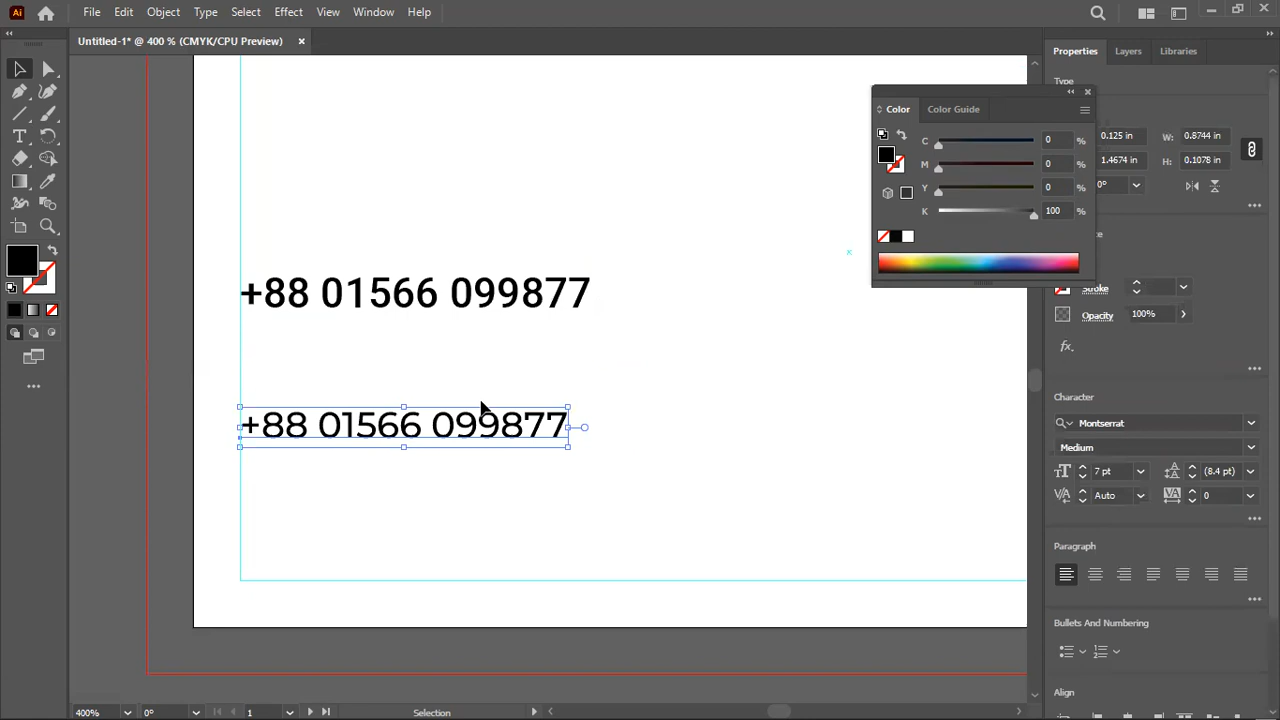 Ai File Edit Object Type Select Effect View Window Help
Untitled-1* @ 400 % (CMYK/CPU Preview) ×
Properties Layers Libraries
Type
0.125 in W: 0.8744 in
1.4674 in H: 0.1078 in
0°
Color Color Guide
C 0 %
M 0 %
Y 0 %
K 100 %
Stroke
Opacity 100%
fx.
+88 01566 099877
+88 01566 099877
Character
Montserrat
Medium
7 pt (8.4 pt)
Auto 0
Paragraph
Bullets And Numbering
Align
400% 0° 1 Selection